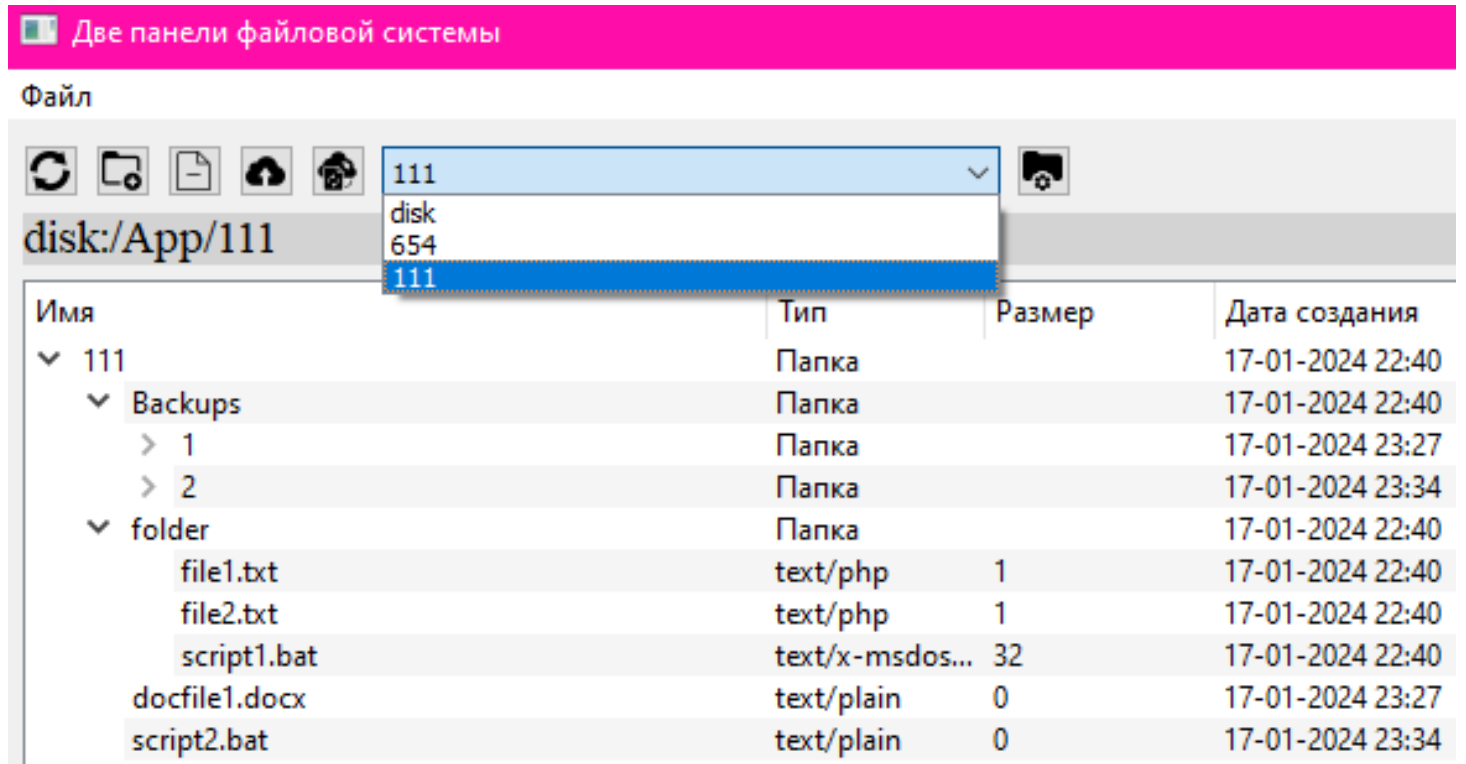 Две панели файловой системы
Файл
111
disk
disk:/App/111
654
111
Имя Тип Размер Дата создания
111 Папка 17-01-2024 22:40
Backups Папка 17-01-2024 22:40
1 Папка 17-01-2024 23:27
2 Папка 17-01-2024 23:34
folder Папка 17-01-2024 22:40
file1.txt text/php 1 17-01-2024 22:40
file2.txt text/php 1 17-01-2024 22:40
script1.bat text/x-msdos... 32 17-01-2024 22:40
docfile1.docx text/plain 0 17-01-2024 23:27
script2.bat text/plain 0 17-01-2024 23:34